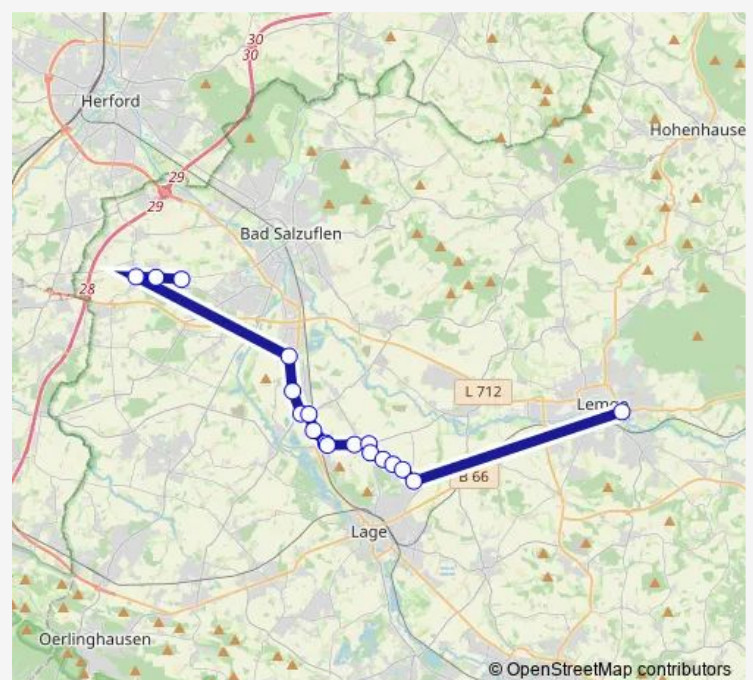 30
30
Herford
Hohenhause
29
29
Bad Salzuflen
28
L 712
Lemgo
B 66
Lage
Oerlinghausen
© OpenStreetMap contributors